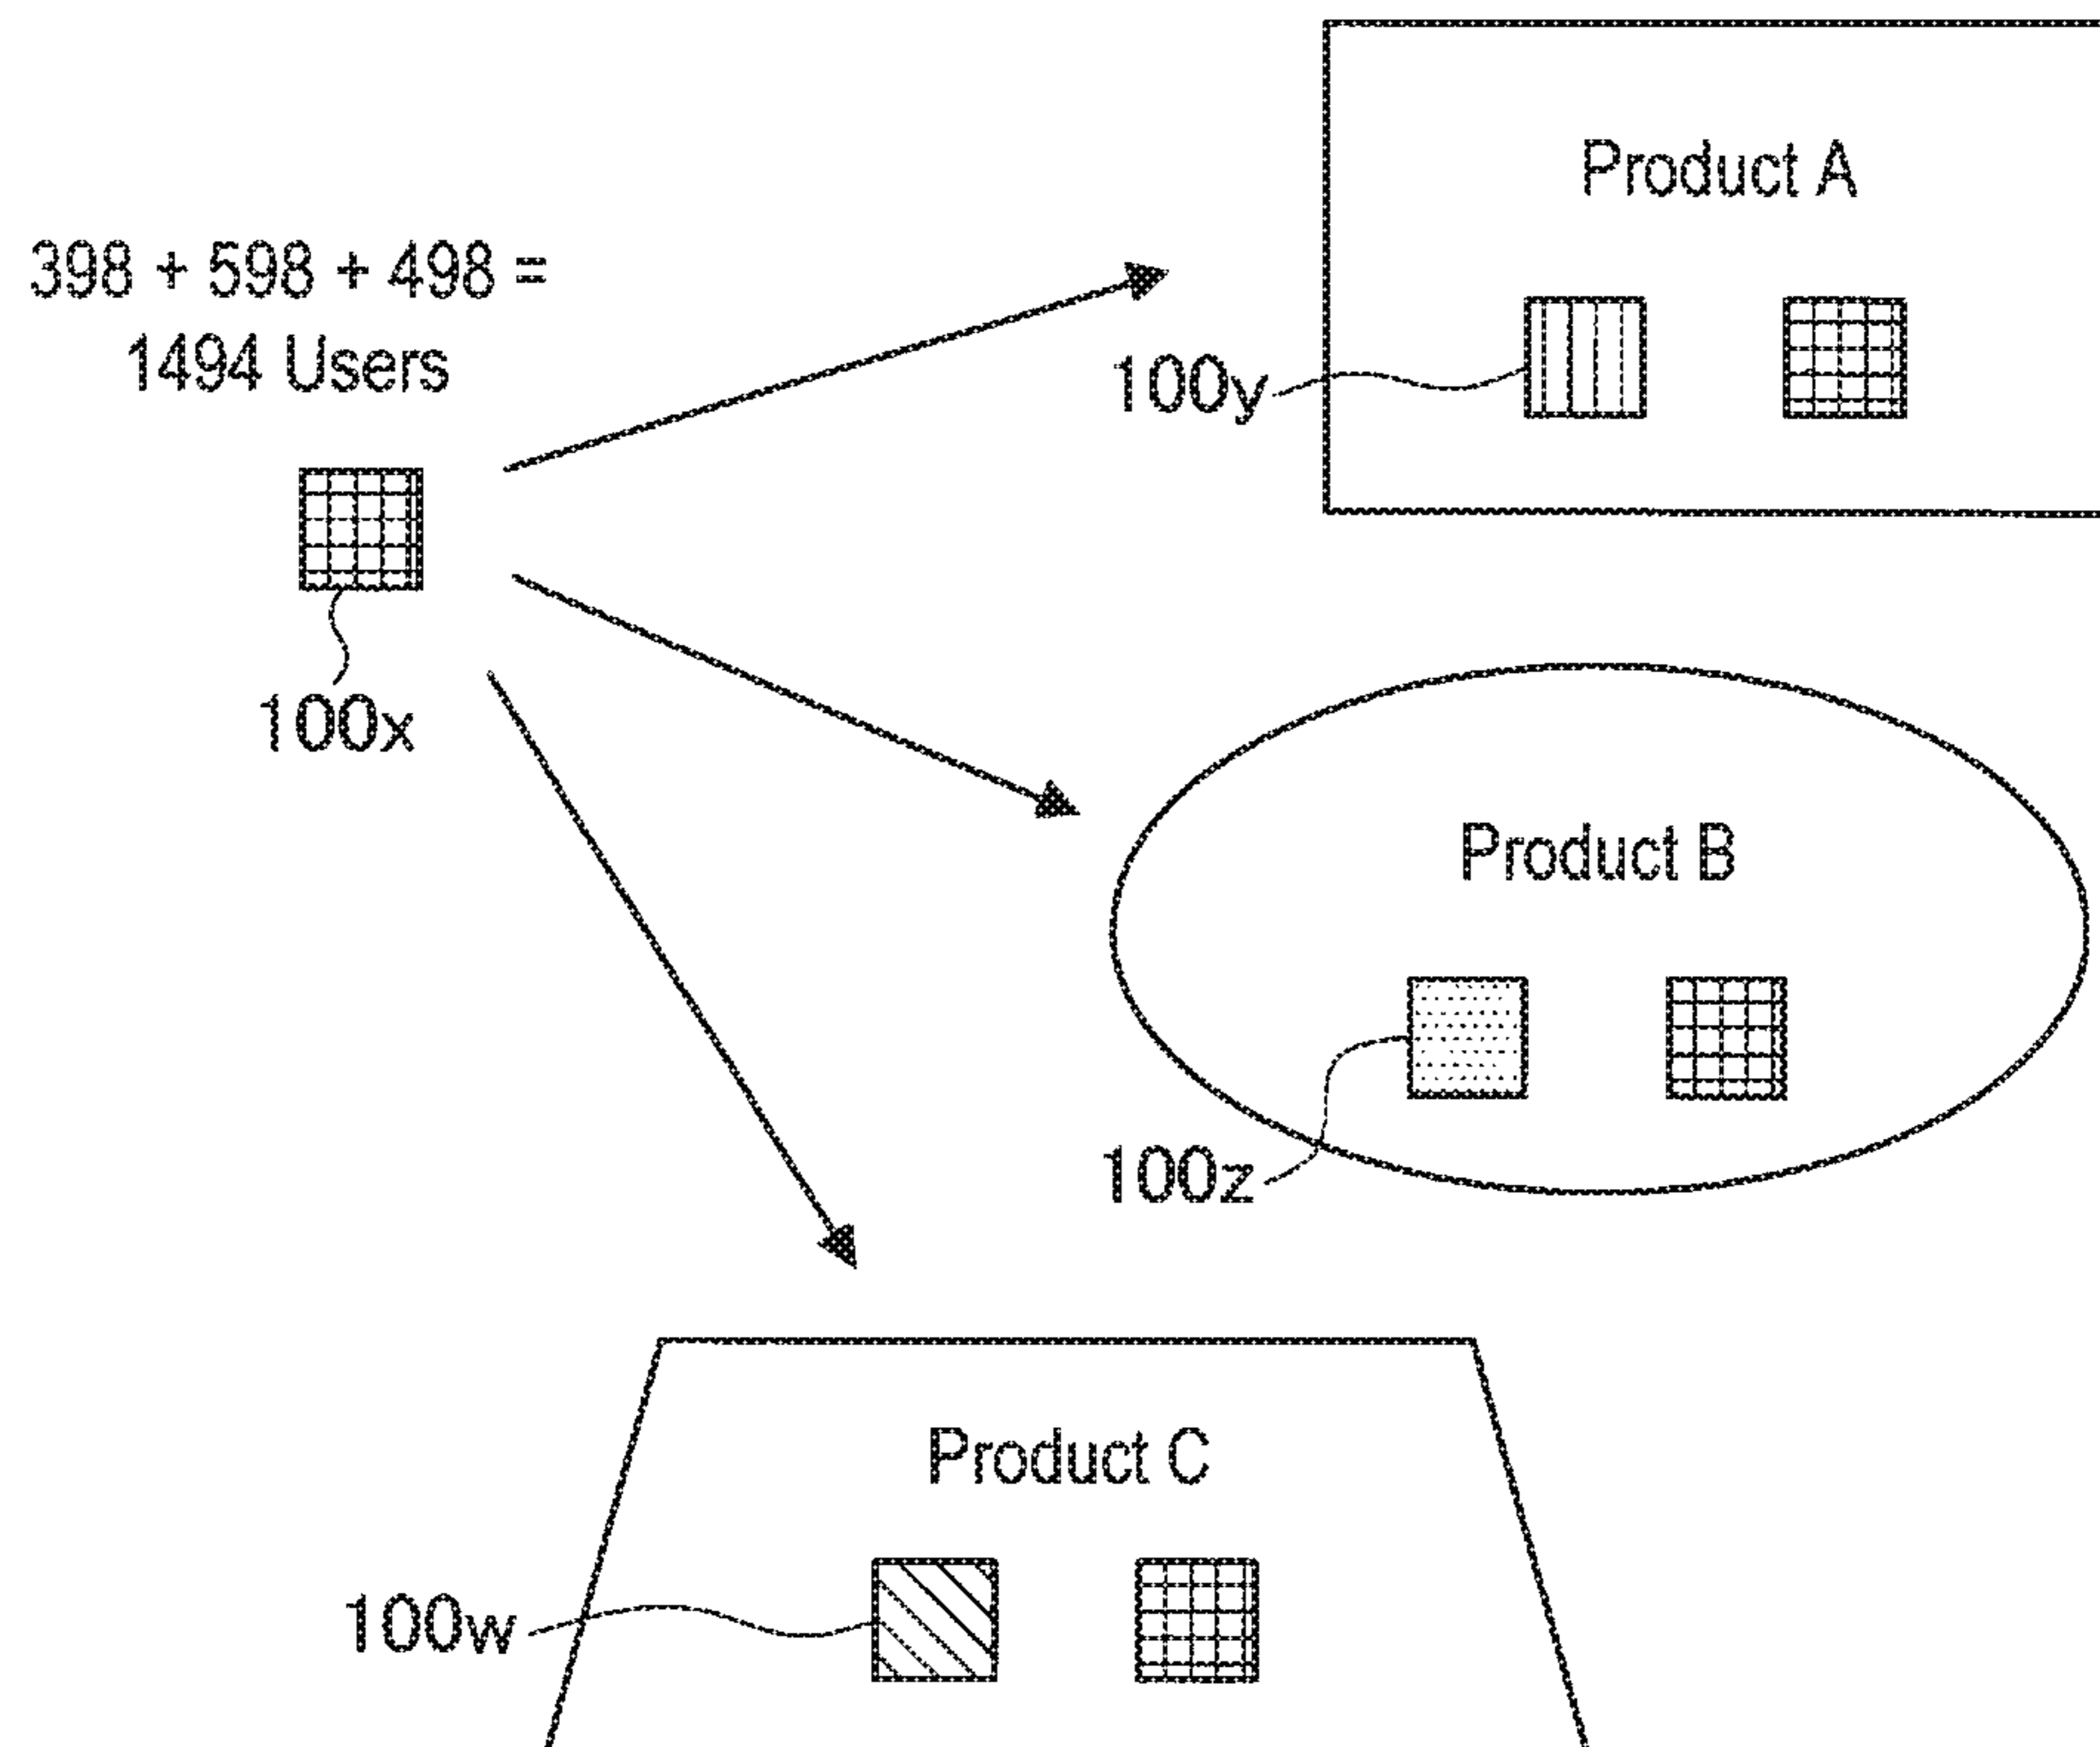 398 + 598 + 498 =
1494 Users
100x
Product A
100y
Product B
100z
Product C
100w